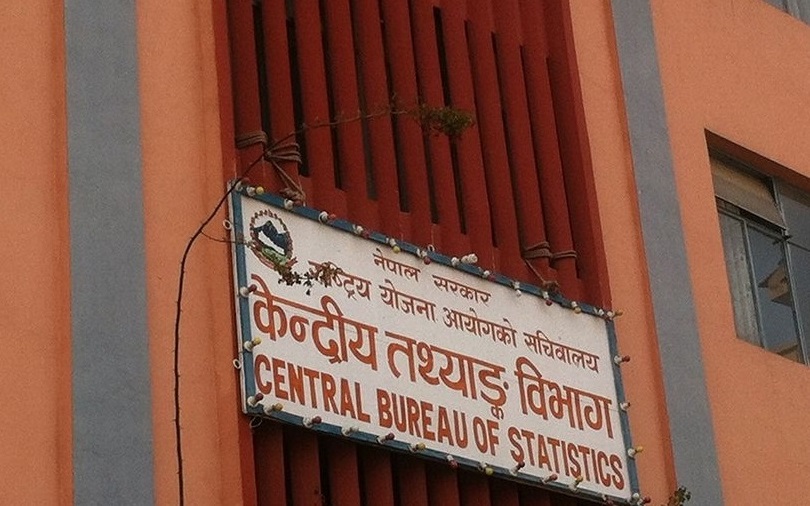 नेपाल सरकार
राष्ट्रिय योजना आयोगको सचिवालय
केन्द्रीय तथ्याङ्क विभाग
CENTRAL BUREAU OF STATISTICS